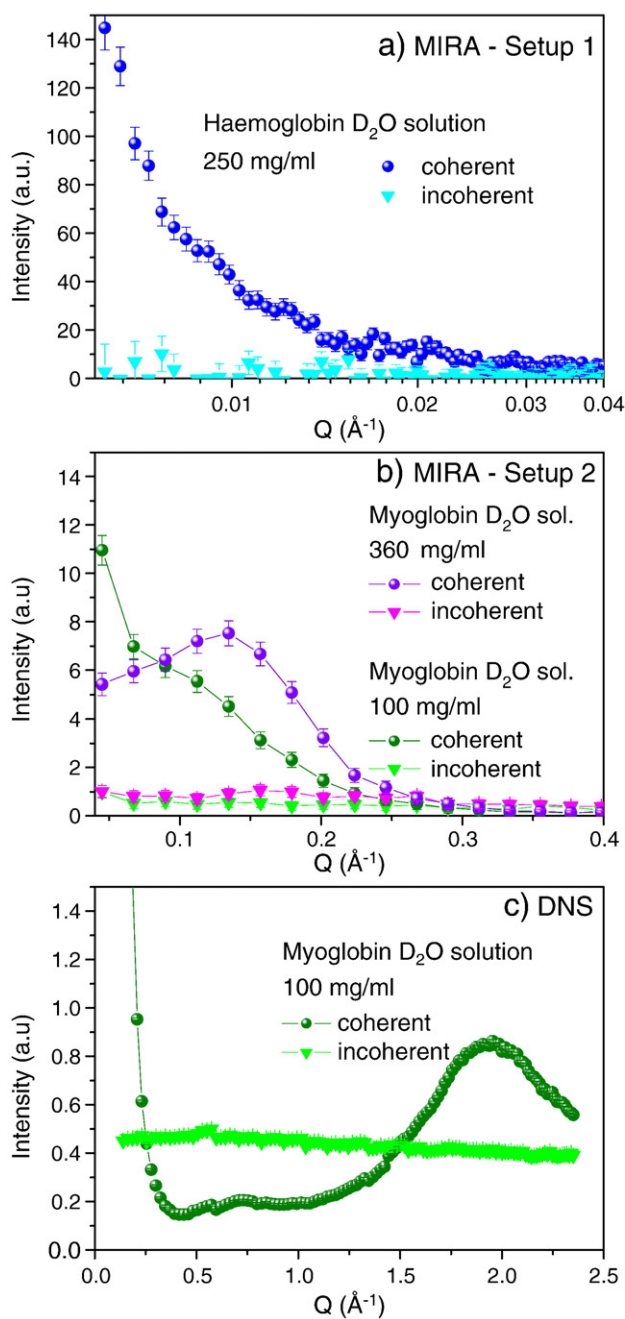 a) MIRA - Setup 1
Haemoglobin D₂O solution
250 mg/ml
coherent
incoherent
Intensity (a.u.)
140
120
100
80
60
40
20
0
0.01
0.02
0.03
0.04
Q (Å⁻¹)
b) MIRA - Setup 2
Myoglobin D₂O sol.
360 mg/ml
coherent
incoherent
Myoglobin D₂O sol.
100 mg/ml
coherent
incoherent
Intensity (a.u)
14
12
10
8
6
4
2
0
0.1
0.2
0.3
0.4
Q (Å⁻¹)
c) DNS
Myoglobin D₂O solution
100 mg/ml
coherent
incoherent
Intensity (a.u)
1.4
1.2
1.0
0.8
0.6
0.4
0.2
0.0
0.0
0.5
1.0
1.5
2.0
2.5
Q (Å⁻¹)